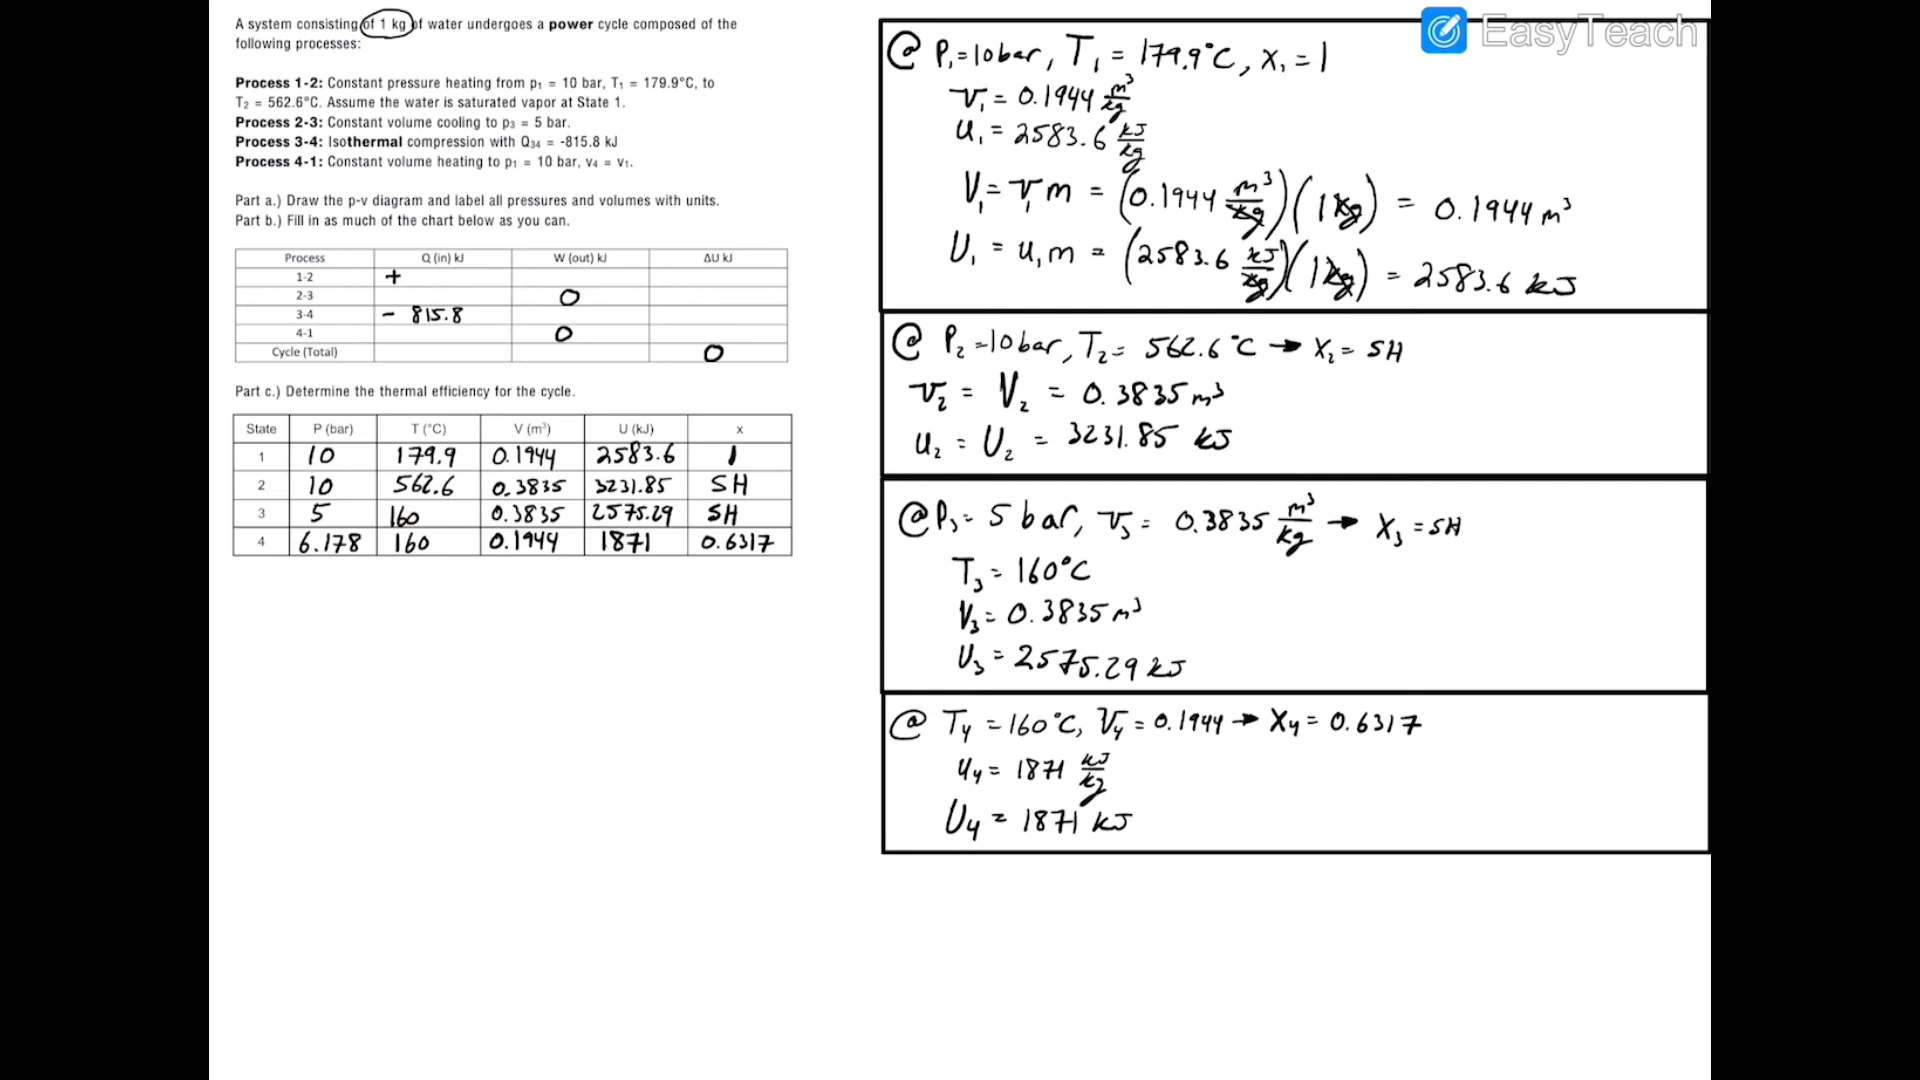 A system consisting of 1 kg of water undergoes a power cycle composed of the
following processes:
Process 1-2: Constant pressure heating from p₁ = 10 bar, T₁ = 179.9°C, to
T₂ = 562.6°C. Assume the water is saturated vapor at State 1.
Process 2-3: Constant volume cooling to p₃ = 5 bar.
Process 3-4: Isothermal compression with Q₃₄ = -815.8 kJ
Process 4-1: Constant volume heating to p₁ = 10 bar, v₄ = v₁.
Part a.) Draw the p-v diagram and label all pressures and volumes with units.
Part b.) Fill in as much of the chart below as you can.
Process Q (in) kJ W (out) kJ ΔU kJ
1-2 +
2-3 0
3-4 - 815.8
4-1 0
Cycle (Total) 0
Part c.) Determine the thermal efficiency for the cycle.
State P (bar) T (°C) V (m³) U (kJ) x
1 10 179.9 0.1944 2583.6 1
2 10 562.6 0.3835 3231.85 SH
3 5 160 0.3835 2575.29 SH
4 6.178 160 0.1944 1871 0.6317
EasyTeach
@ P₁=10bar, T₁ = 179.9°C, x₁ = 1
v₁ = 0.1944 m³/kg
u₁ = 2583.6 kJ/kg
V₁ = v₁m = (0.1944 m³/kg)(1kg) = 0.1944 m³
U₁ = u₁m = (2583.6 kJ/kg)(1kg) = 2583.6 kJ
@ P₂=10bar, T₂= 562.6°C → x₂= SH
v₂ = V₂ = 0.3835 m³
u₂ = U₂ = 3231.85 kJ
@P₃= 5 bar, v₃= 0.3835 m³/kg → X₃ = SH
T₃ = 160°C
V₃ = 0.3835 m³
U₃ = 2575.29 kJ
@ T₄ = 160°C, V₄ = 0.1944 → X₄ = 0.6317
u₄ = 1871 kJ/kg
U₄ = 1871 kJ